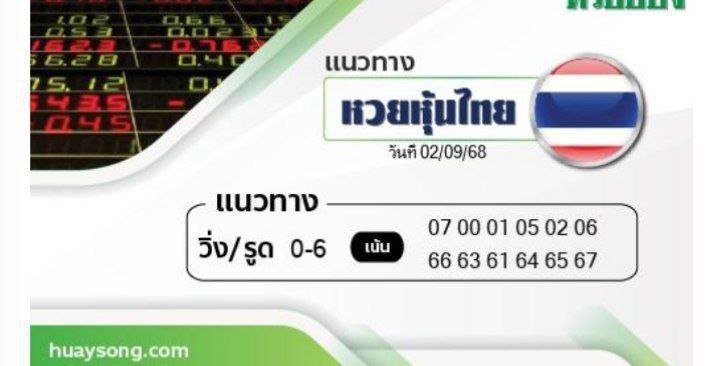 แนวทาง
หวยหุ้นไทย
วันที่ 02/09/68
แนวทาง
วิ่ง/รูด 0-6 เน้น
07 00 01 05 02 06
66 63 61 64 65 67
huaysong.com